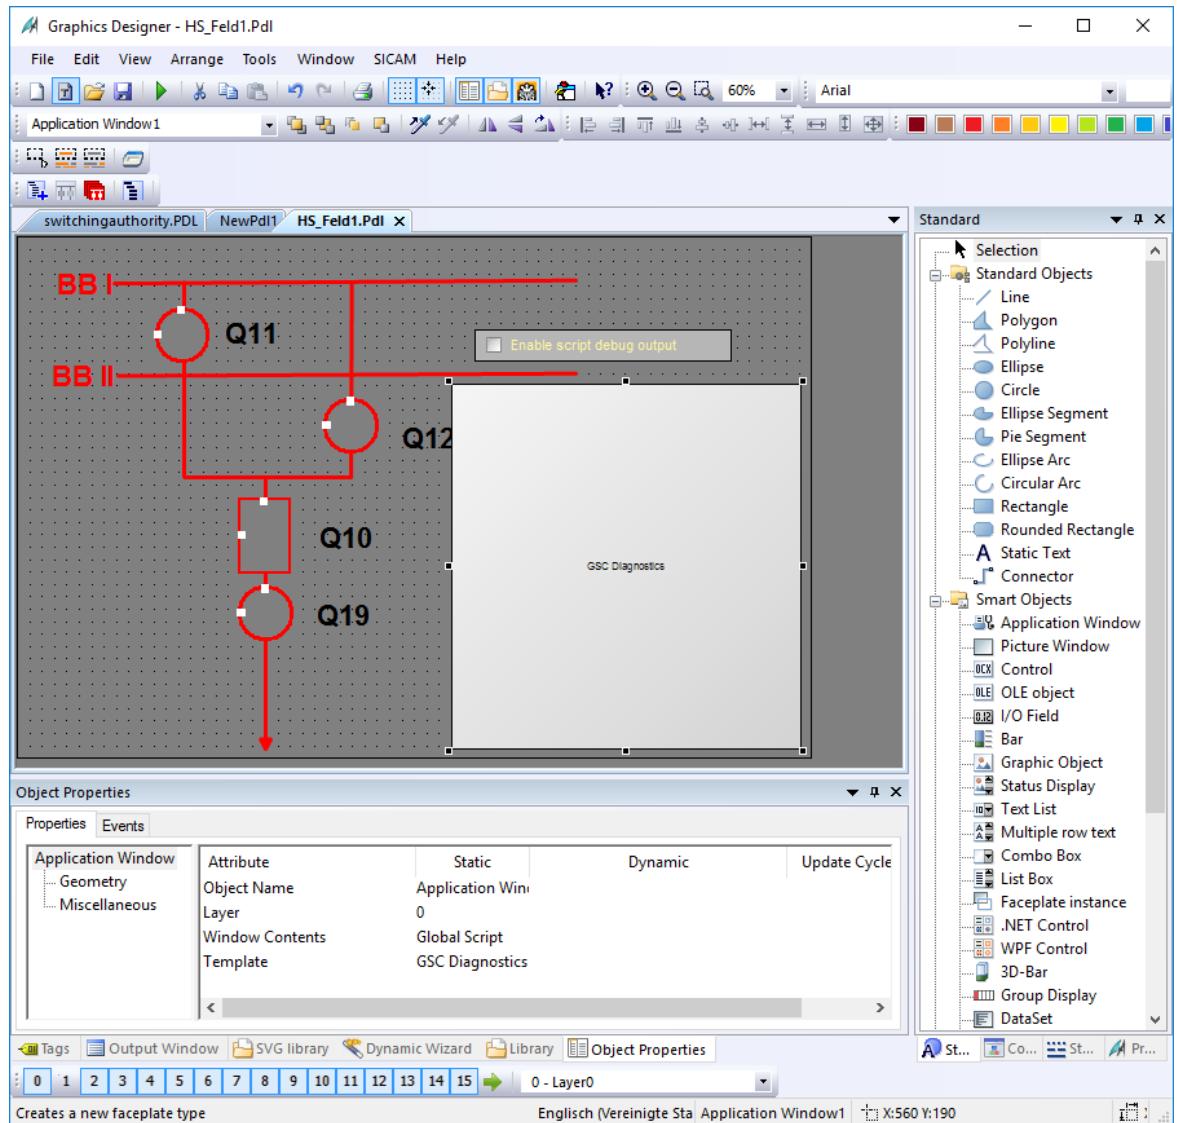 Graphics Designer - HS_Feld1.Pdl
File Edit View Arrange Tools Window SICAM Help
60% Arial
Application Window1
switchingauthority.PDL NewPdl1 HS_Feld1.Pdl
BB I
Q11
Enable script debug output
BB II
Q12
Q10
GSC Diagnostics
Q19
Standard
Selection
Standard Objects
Line
Polygon
Polyline
Ellipse
Circle
Ellipse Segment
Pie Segment
Ellipse Arc
Circular Arc
Rectangle
Rounded Rectangle
Static Text
Connector
Smart Objects
Application Window
Picture Window
OCX Control
OLE OLE object
0.12 I/O Field
Bar
Graphic Object
Status Display
Text List
Multiple row text
Combo Box
List Box
Faceplate instance
.NET Control
WPF Control
3D-Bar
Group Display
DataSet
St... Co... St... Pr...
Object Properties
Properties Events
Application Window
Geometry
Miscellaneous
Attribute Static Dynamic Update Cycle
Object Name Application Win
Layer 0
Window Contents Global Script
Template GSC Diagnostics
Tags Output Window SVG library Dynamic Wizard Library Object Properties
0 1 2 3 4 5 6 7 8 9 10 11 12 13 14 15 0 - Layer0
Creates a new faceplate type Englisch (Vereinigte Sta Application Window1 X:560 Y:190